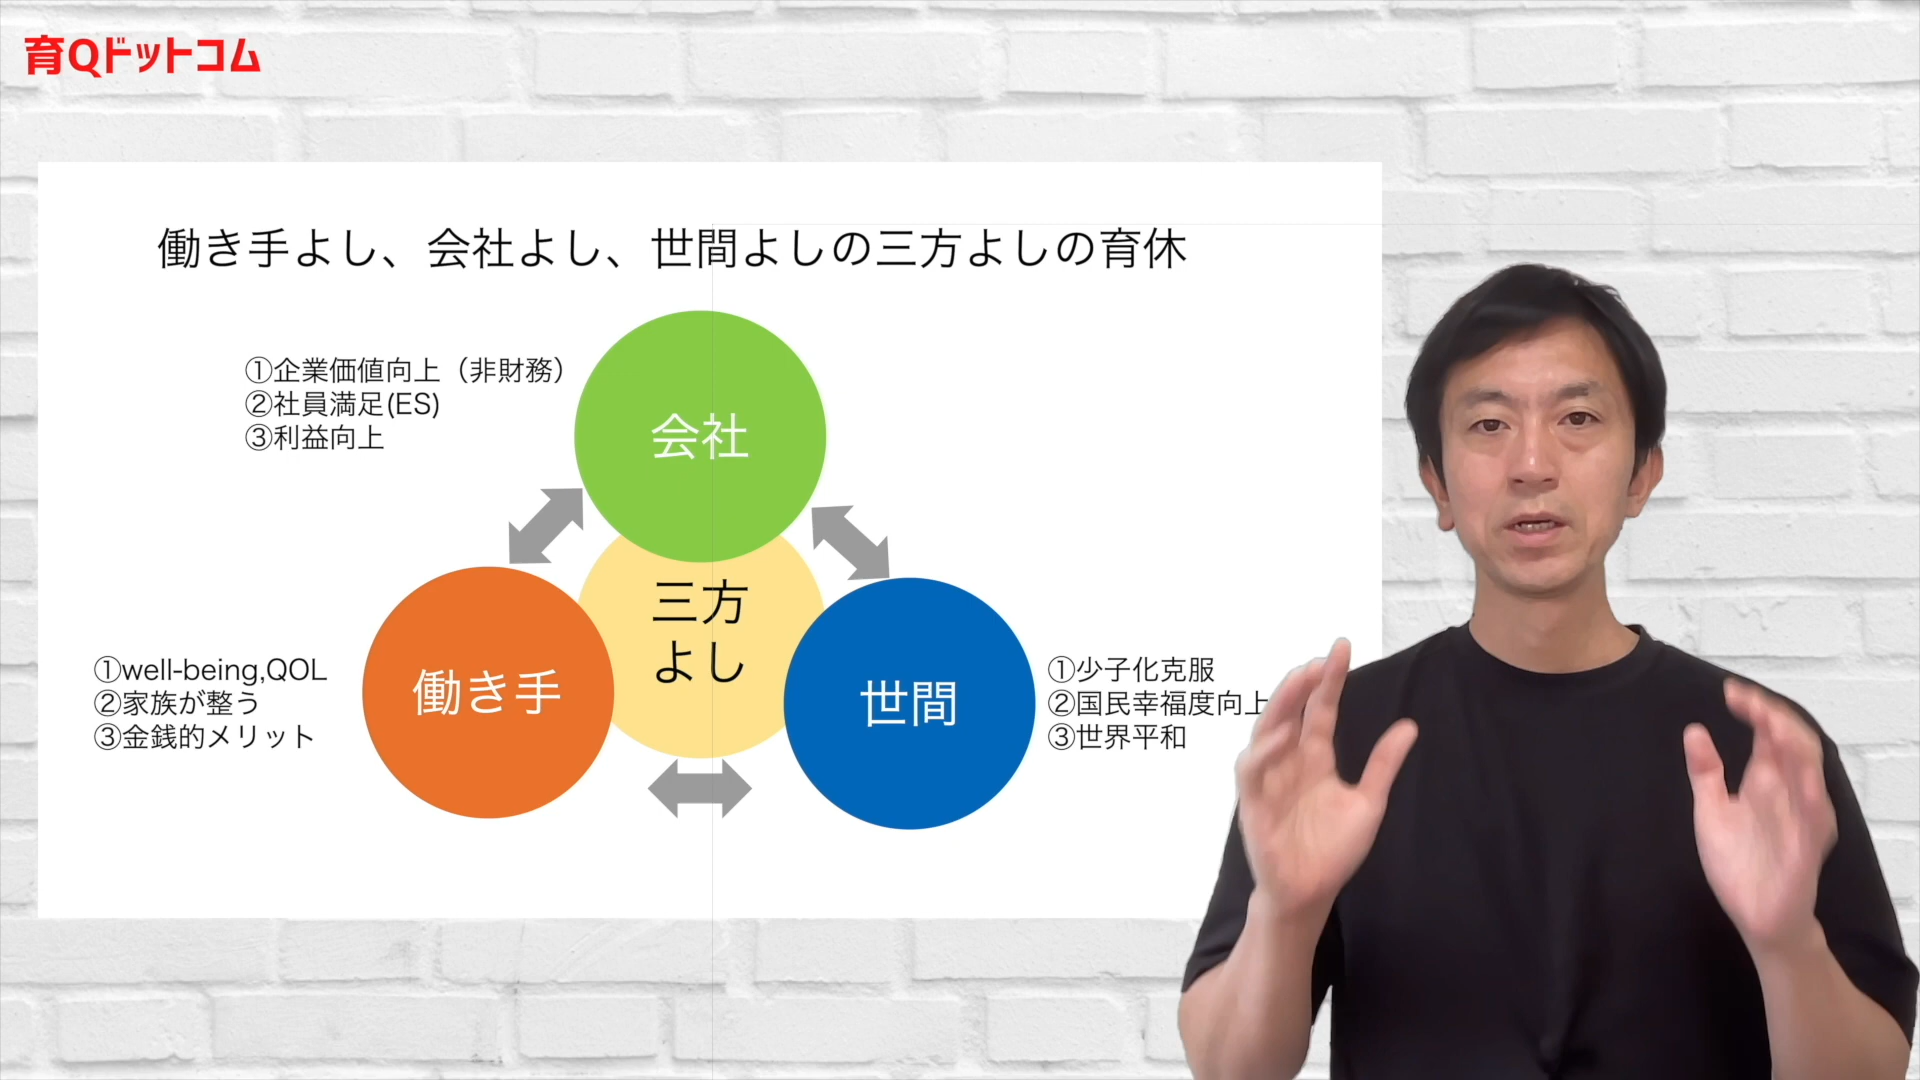 育Qドットコム
働き手よし、会社よし、世間よしの三方よしの育休
①企業価値向上（非財務）
②社員満足(ES)
③利益向上
会社
三方
よし
①well-being,QOL
②家族が整う
③金銭的メリット
働き手
世間
①少子化克服
②国民幸福度向上
③世界平和